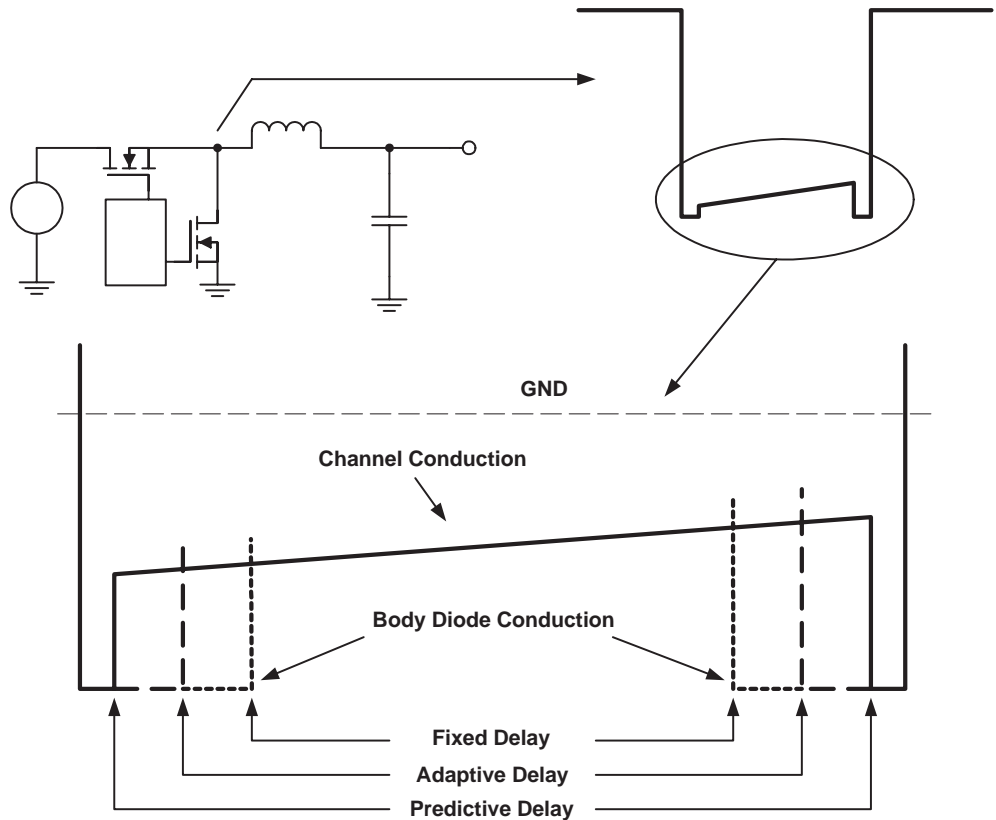 GND
Channel Conduction
Body Diode Conduction
Fixed Delay
Adaptive Delay
Predictive Delay